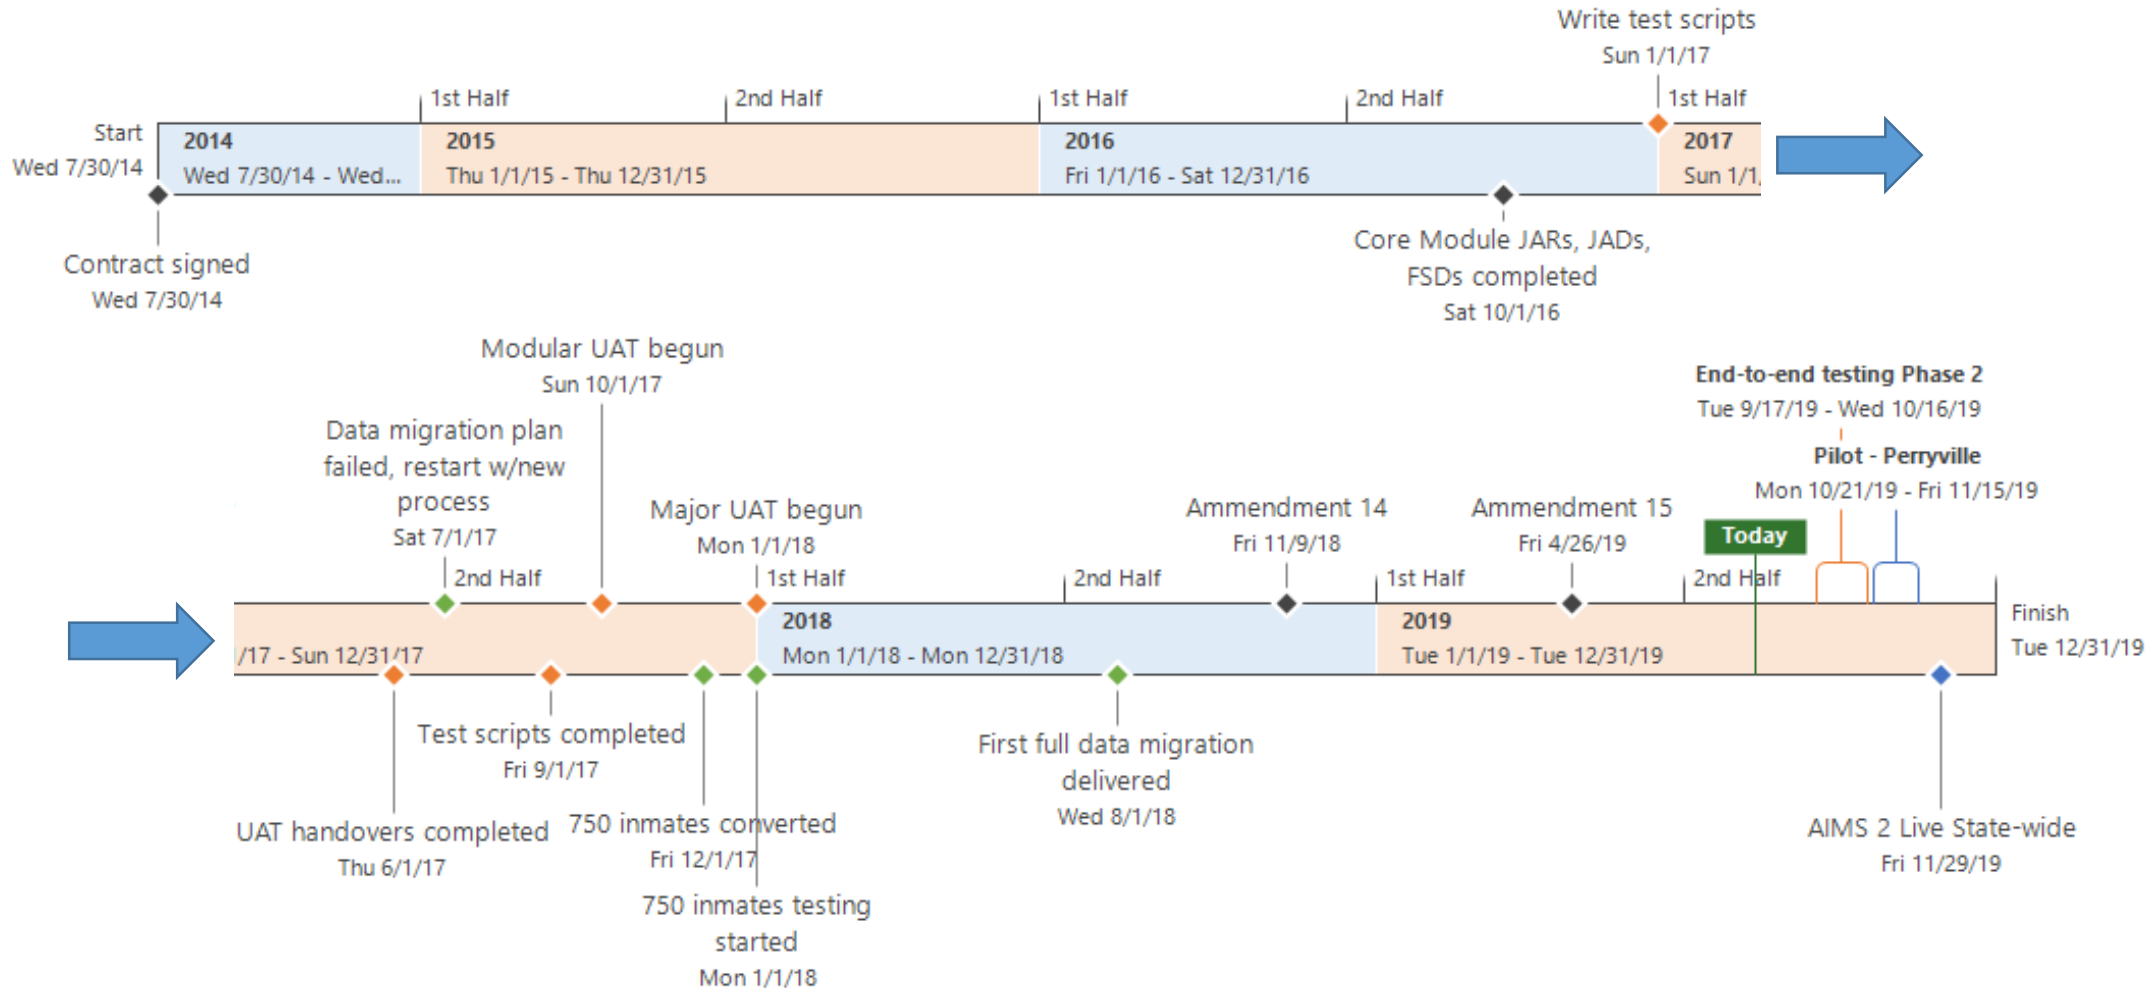 Write test scripts
Sun 1/1/17
1st Half
2nd Half
1st Half
2nd Half
1st Half
Start
Wed 7/30/14
2014
Wed 7/30/14 - Wed...
2015
Thu 1/1/15 - Thu 12/31/15
2016
Fri 1/1/16 - Sat 12/31/16
2017
Sun 1/1,
Contract signed
Wed 7/30/14
Core Module JARs, JADs,
FSDs completed
Sat 10/1/16
Modular UAT begun
Sun 10/1/17
Data migration plan
failed, restart w/new
process
Sat 7/1/17
Major UAT begun
Mon 1/1/18
Ammendment 14
Fri 11/9/18
Ammendment 15
Fri 4/26/19
End-to-end testing Phase 2
Tue 9/17/19 - Wed 10/16/19
Pilot - Perryville
Mon 10/21/19 - Fri 11/15/19
Today
2nd Half
1st Half
2nd Half
1st Half
2nd Half
/17 - Sun 12/31/17
2018
Mon 1/1/18 - Mon 12/31/18
2019
Tue 1/1/19 - Tue 12/31/19
Finish
Tue 12/31/19
UAT handovers completed
Thu 6/1/17
Test scripts completed
Fri 9/1/17
750 inmates converted
Fri 12/1/17
750 inmates testing
started
Mon 1/1/18
First full data migration
delivered
Wed 8/1/18
AIMS 2 Live State-wide
Fri 11/29/19